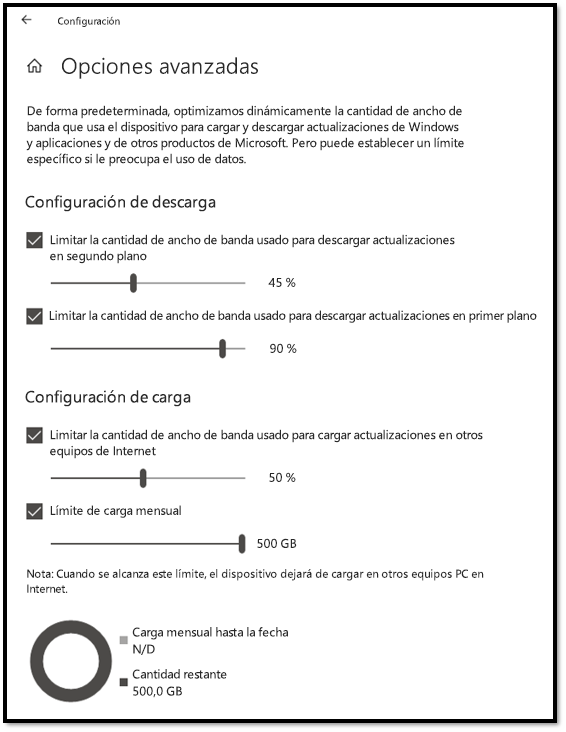 Configuración
Opciones avanzadas
De forma predeterminada, optimizamos dinámicamente la cantidad de ancho de
banda que usa el dispositivo para cargar y descargar actualizaciones de Windows
y aplicaciones y de otros productos de Microsoft. Pero puede establecer un límite
específico si le preocupa el uso de datos.
Configuración de descarga
Limitar la cantidad de ancho de banda usado para descargar actualizaciones
en segundo plano
45 %
Limitar la cantidad de ancho de banda usado para descargar actualizaciones en primer plano
90 %
Configuración de carga
Limitar la cantidad de ancho de banda usado para cargar actualizaciones en otros
equipos de Internet
50 %
Límite de carga mensual
500 GB
Nota: Cuando se alcanza este límite, el dispositivo dejará de cargar en otros equipos PC en
Internet.
Carga mensual hasta la fecha
N/D
Cantidad restante
500,0 GB